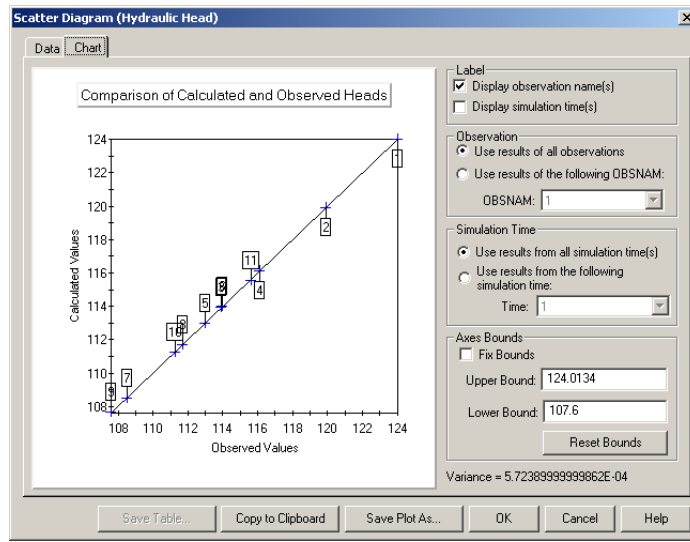 Scatter Diagram (Hydraulic Head)
Data
Chart
Comparison of Calculated and Observed Heads
Calculated Values
124
122
120
118
116
114
112
110
108
1
2
11
4
5
7
108
110
112
114
116
118
120
122
124
Observed Values
Label
Display observation name(s)
Display simulation time(s)
Observation
Use results of all observations
Use results of the following OBSNAM:
OBSNAM:
1
Simulation Time
Use results from all simulation time(s)
Use results from the following
simulation time:
Time:
1
Axes Bounds
Fix Bounds
Upper Bound:
124.0134
Lower Bound:
107.6
Reset Bounds
Variance = 5.72389999999862E-04
Save Table...
Copy to Clipboard
Save Plot As...
OK
Cancel
Help